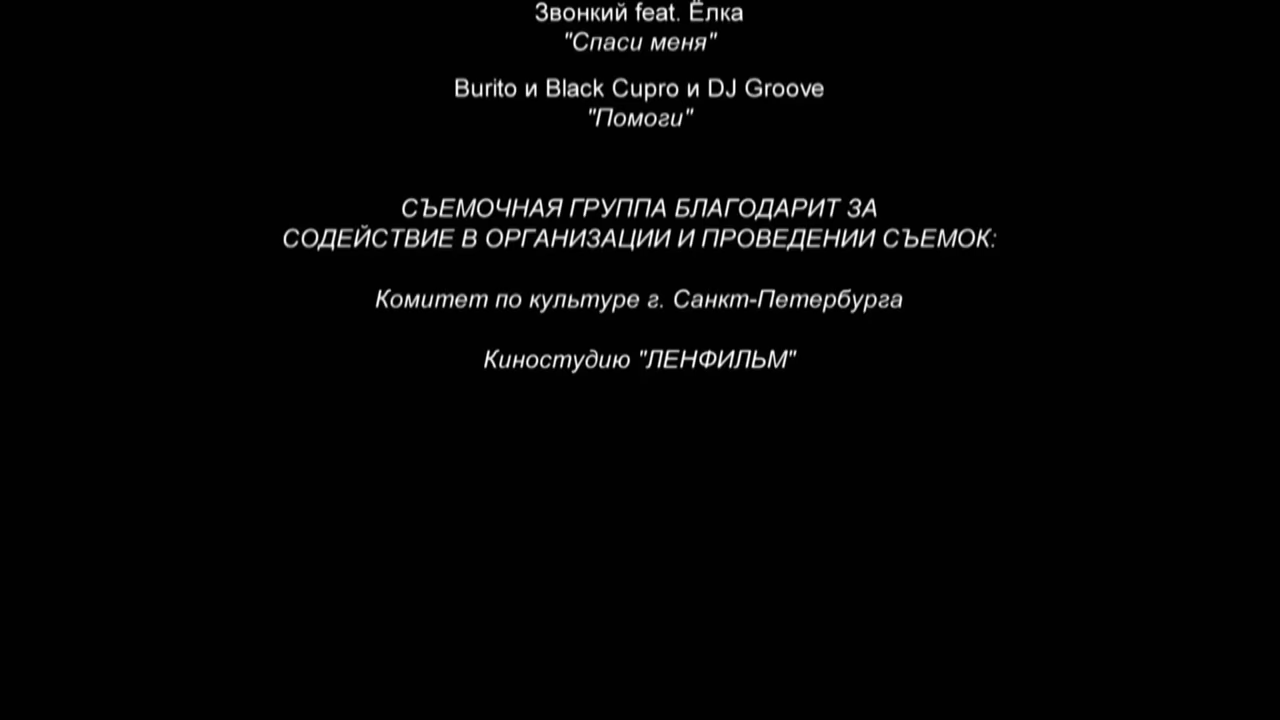 Звонкий feat. Ёлка
"Спаси меня"
Burito и Black Cupro и DJ Groove
"Помоги"
СЪЕМОЧНАЯ ГРУППА БЛАГОДАРИТ ЗА
СОДЕЙСТВИЕ В ОРГАНИЗАЦИИ И ПРОВЕДЕНИИ СЪЕМОК:
Комитет по культуре г. Санкт-Петербурга
Киностудию "ЛЕНФИЛЬМ"